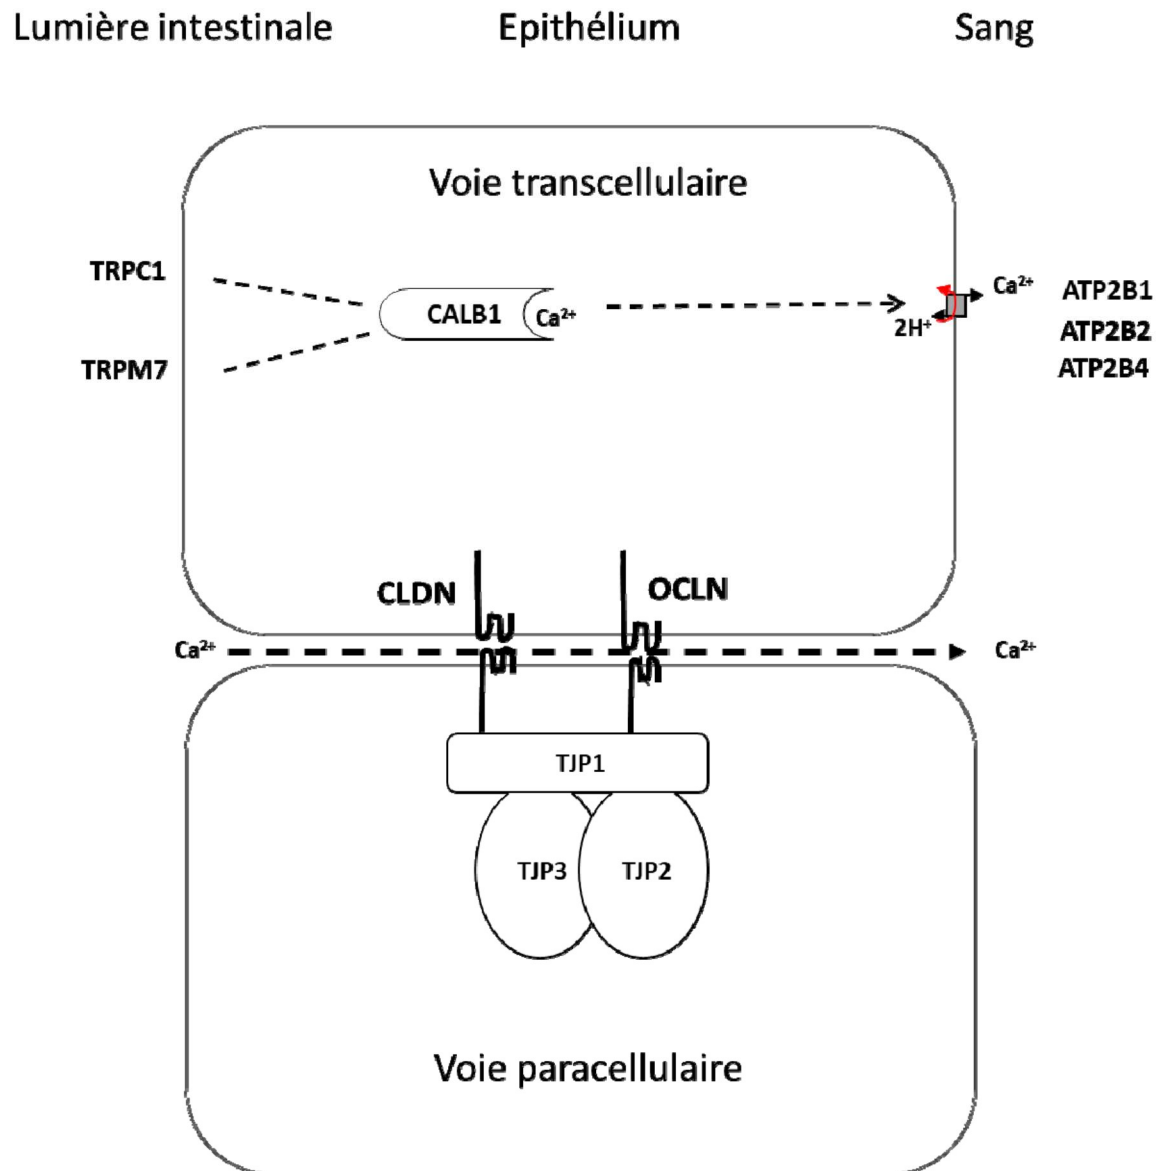 Lumière intestinale Epithélium Sang
Voie transcellulaire
TRPC1
TRPM7
CALB1 Ca²⁺
2H⁺
Ca²⁺
ATP2B1
ATP2B2
ATP2B4
CLDN OCLN
Ca²⁺ Ca²⁺
TJP1
TJP3 TJP2
Voie paracellulaire